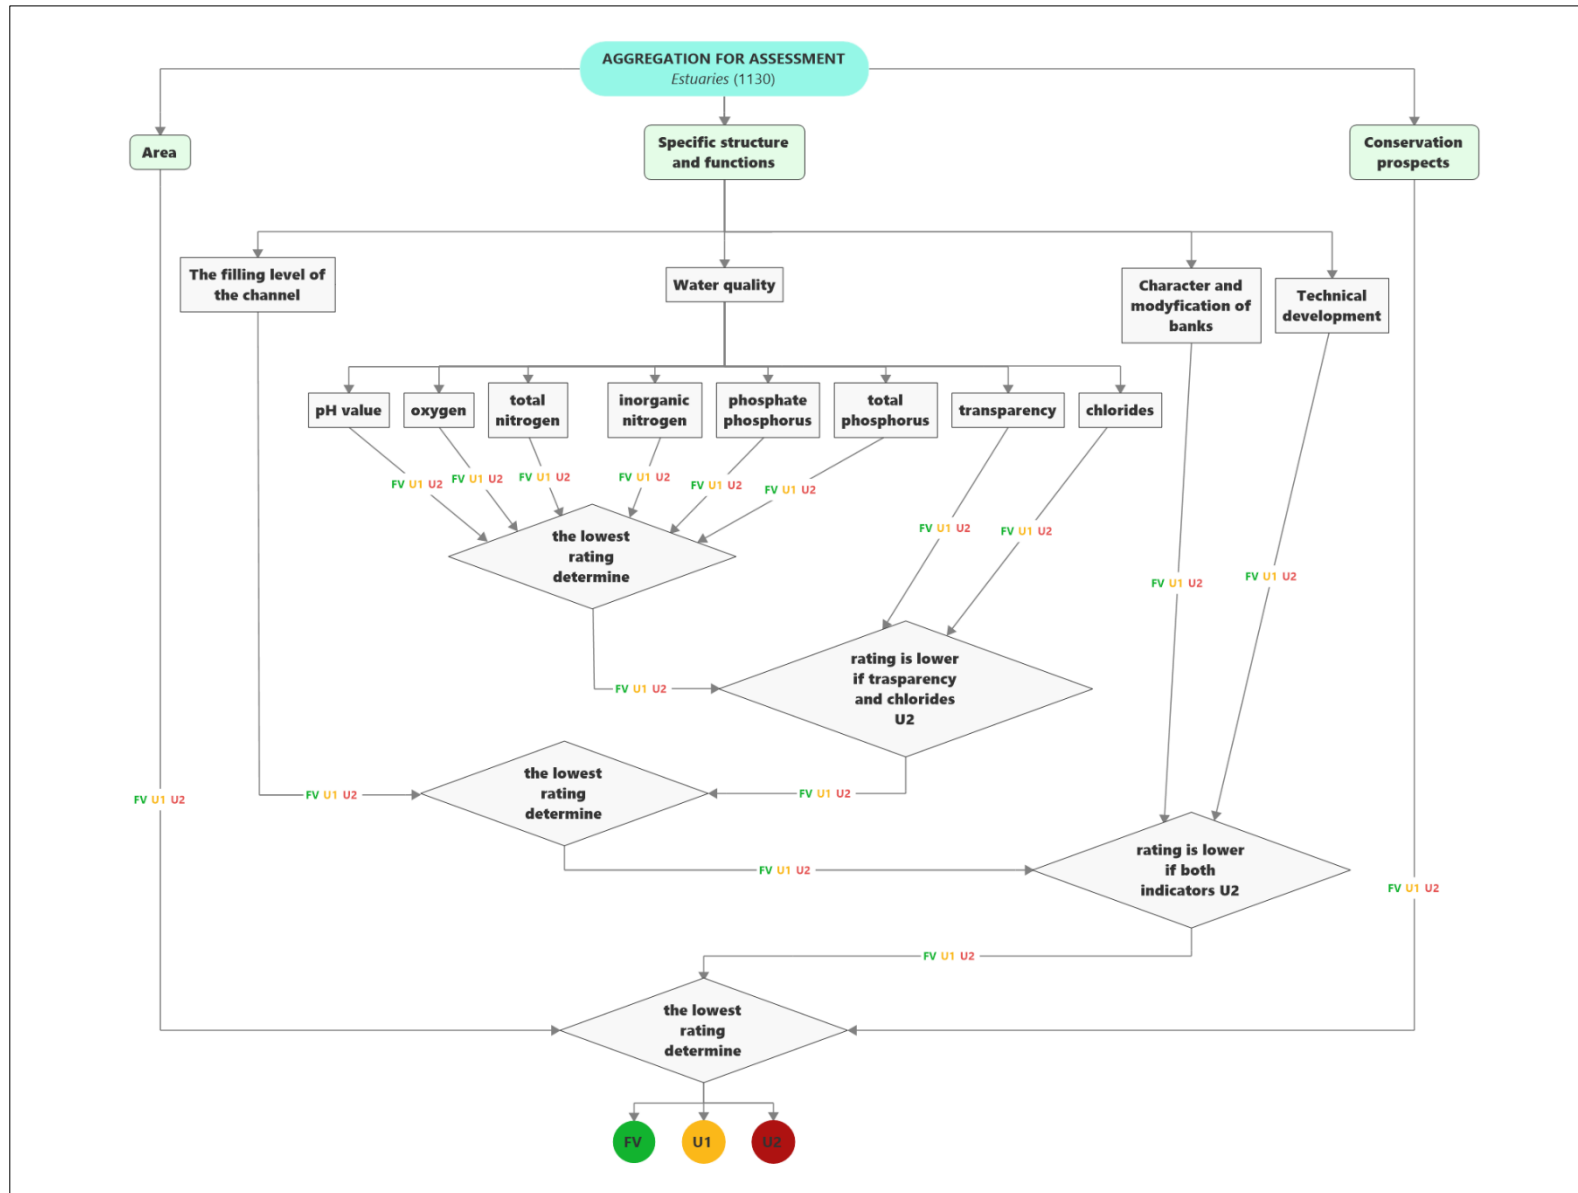 AGGREGATION FOR ASSESSMENT
Estuaries (1130)
Area
Specific structure
and functions
Conservation
prospects
The filling level of
the channel
Water quality
Character and
modyfication of
banks
Technical
development
pH value
oxygen
total
nitrogen
inorganic
nitrogen
phosphate
phosphorus
total
phosphorus
transparency
chlorides
FV U1 U2
FV U1 U2
FV U1 U2
FV U1 U2
FV U1 U2
FV U1 U2
the lowest
rating
determine
FV U1 U2
FV U1 U2
FV U1 U2
FV U1 U2
rating is lower
if trasparency
and chlorides
U2
FV U1 U2
the lowest
rating
determine
FV U1 U2
FV U1 U2
FV U1 U2
rating is lower
if both
indicators U2
FV U1 U2
FV U1 U2
FV U1 U2
the lowest
rating
determine
FV
U1
U2